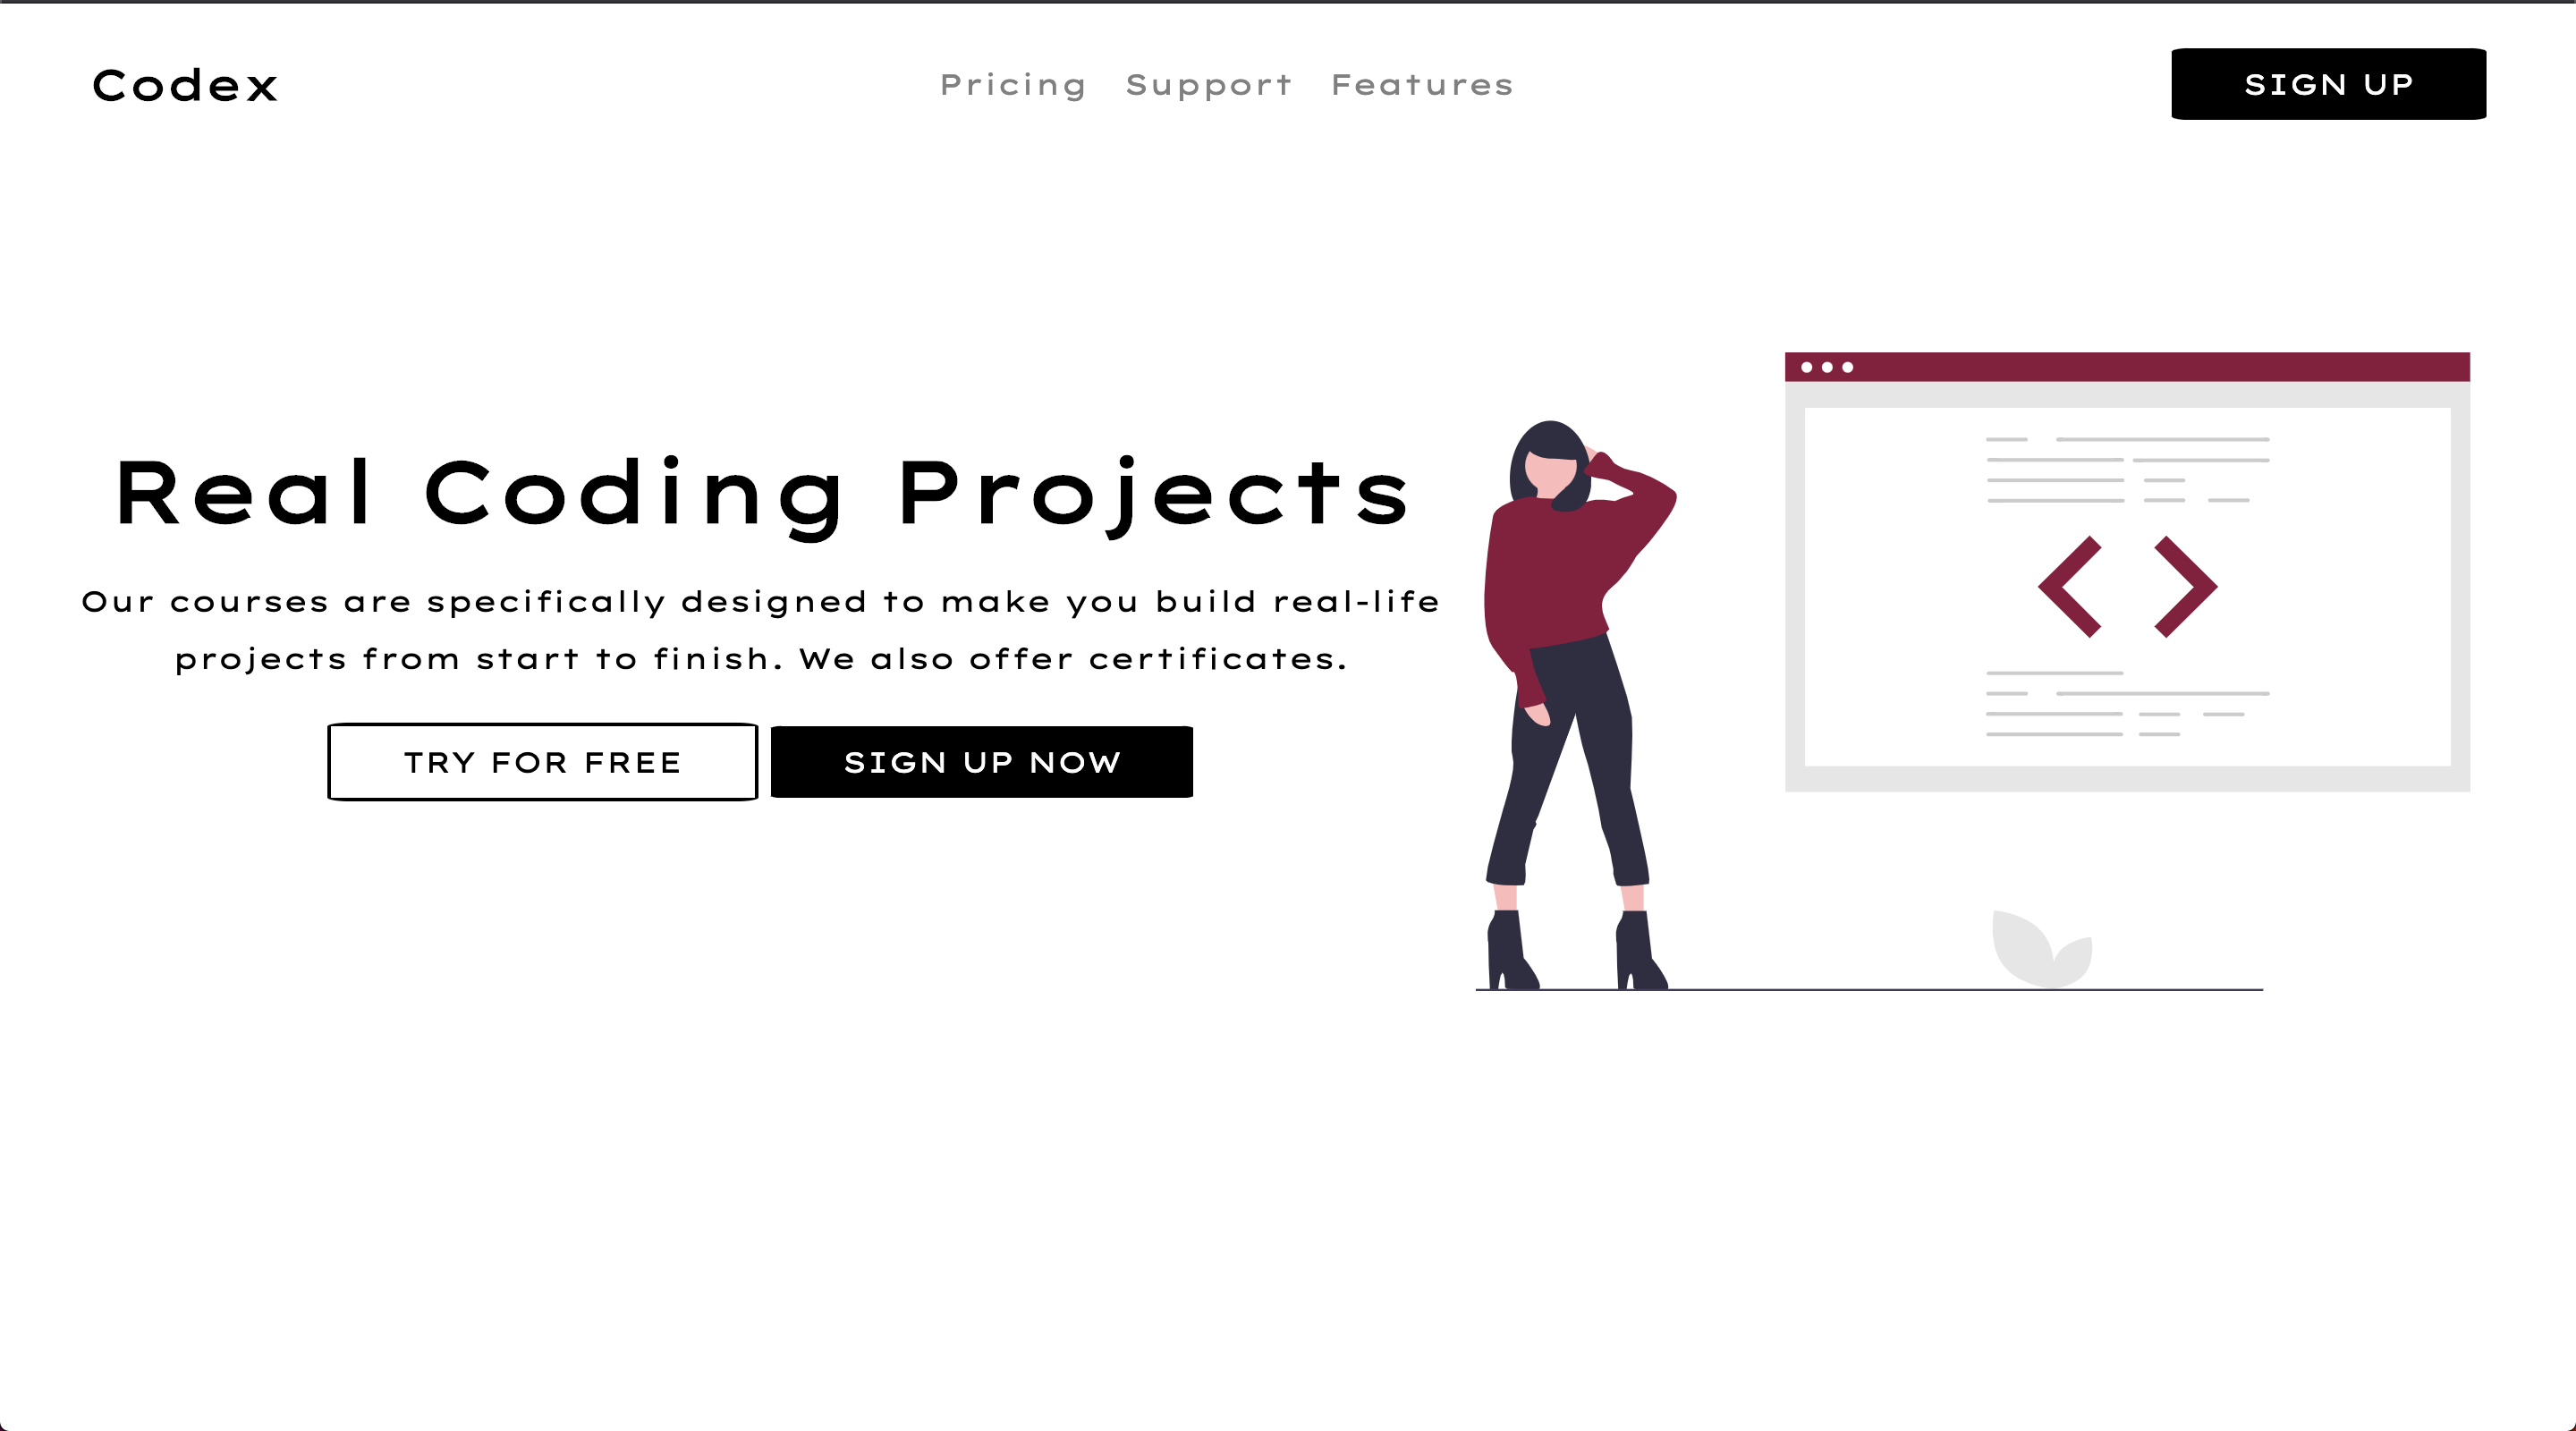 Codex
Pricing Support Features
SIGN UP
Real Coding Projects
Our courses are specifically designed to make you build real-life
projects from start to finish. We also offer certificates.
TRY FOR FREE
SIGN UP NOW